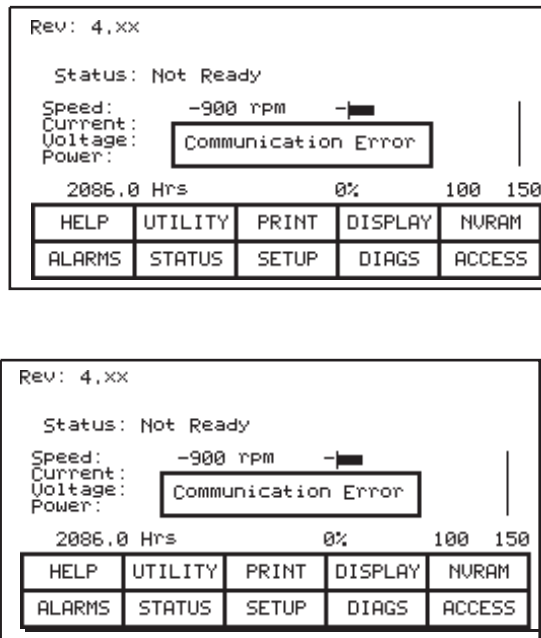 Rev: 4.xx
Status: Not Ready
Speed: -900 rpm
Current:
Voltage:
Communication Error
Power:
2086.0 Hrs 0% 100 150
HELP UTILITY PRINT DISPLAY NVRAM
ALARMS STATUS SETUP DIAGS ACCESS
Rev: 4.xx
Status: Not Ready
Speed: -900 rpm
Current:
Voltage:
Communication Error
Power:
2086.0 Hrs 0% 100 150
HELP UTILITY PRINT DISPLAY NVRAM
ALARMS STATUS SETUP DIAGS ACCESS